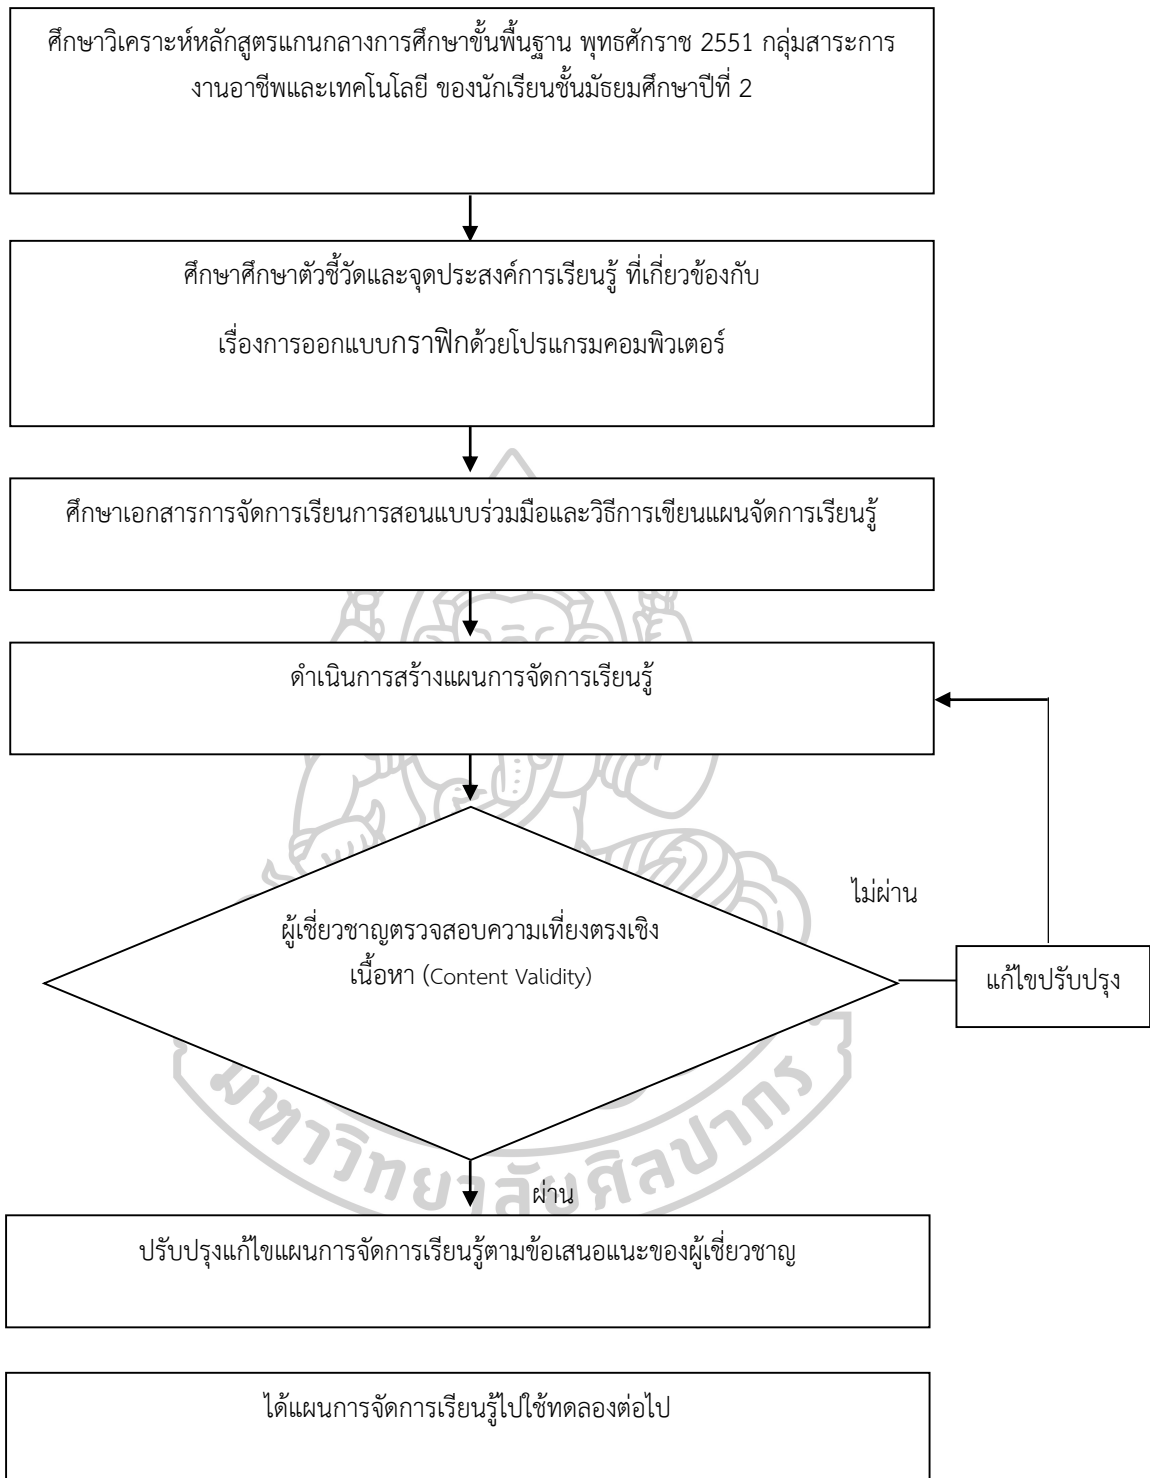 ศึกษาวิเคราะห์หลักสูตรแกนกลางการศึกษาขั้นพื้นฐาน พุทธศักราช 2551 กลุ่มสาระการ
งานอาชีพและเทคโนโลยี ของนักเรียนชั้นมัธยมศึกษาปีที่ 2
ศึกษาศึกษาตัวชี้วัดและจุดประสงค์การเรียนรู้ ที่เกี่ยวข้องกับ
เรื่องการออกแบบกราฟิกด้วยโปรแกรมคอมพิวเตอร์
ศึกษาเอกสารการจัดการเรียนการสอนแบบร่วมมือและวิธีการเขียนแผนจัดการเรียนรู้
ดำเนินการสร้างแผนการจัดการเรียนรู้
ไม่ผ่าน
ผู้เชี่ยวชาญตรวจสอบความเที่ยงตรงเชิง
เนื้อหา (Content Validity)
แก้ไขปรับปรุง
มหาวิทยาลัยศิลปากร
ผ่าน
ปรับปรุงแก้ไขแผนการจัดการเรียนรู้ตามข้อเสนอแนะของผู้เชี่ยวชาญ
ได้แผนการจัดการเรียนรู้ไปใช้ทดลองต่อไป